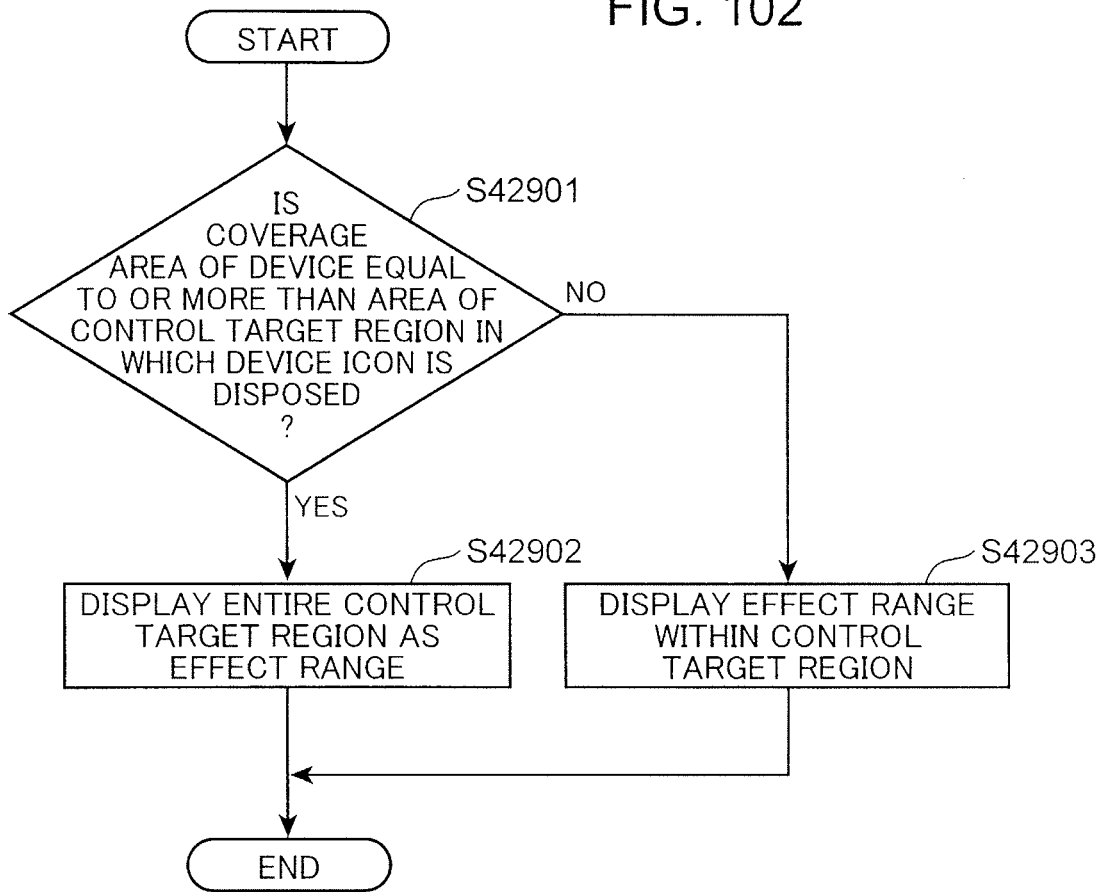 FIG. 102
START
S42901
IS
COVERAGE
AREA OF DEVICE EQUAL
TO OR MORE THAN AREA OF
CONTROL TARGET REGION IN
WHICH DEVICE ICON IS
DISPOSED
?
NO
YES
S42902
DISPLAY ENTIRE CONTROL
TARGET REGION AS
EFFECT RANGE
S42903
DISPLAY EFFECT RANGE
WITHIN CONTROL
TARGET REGION
END